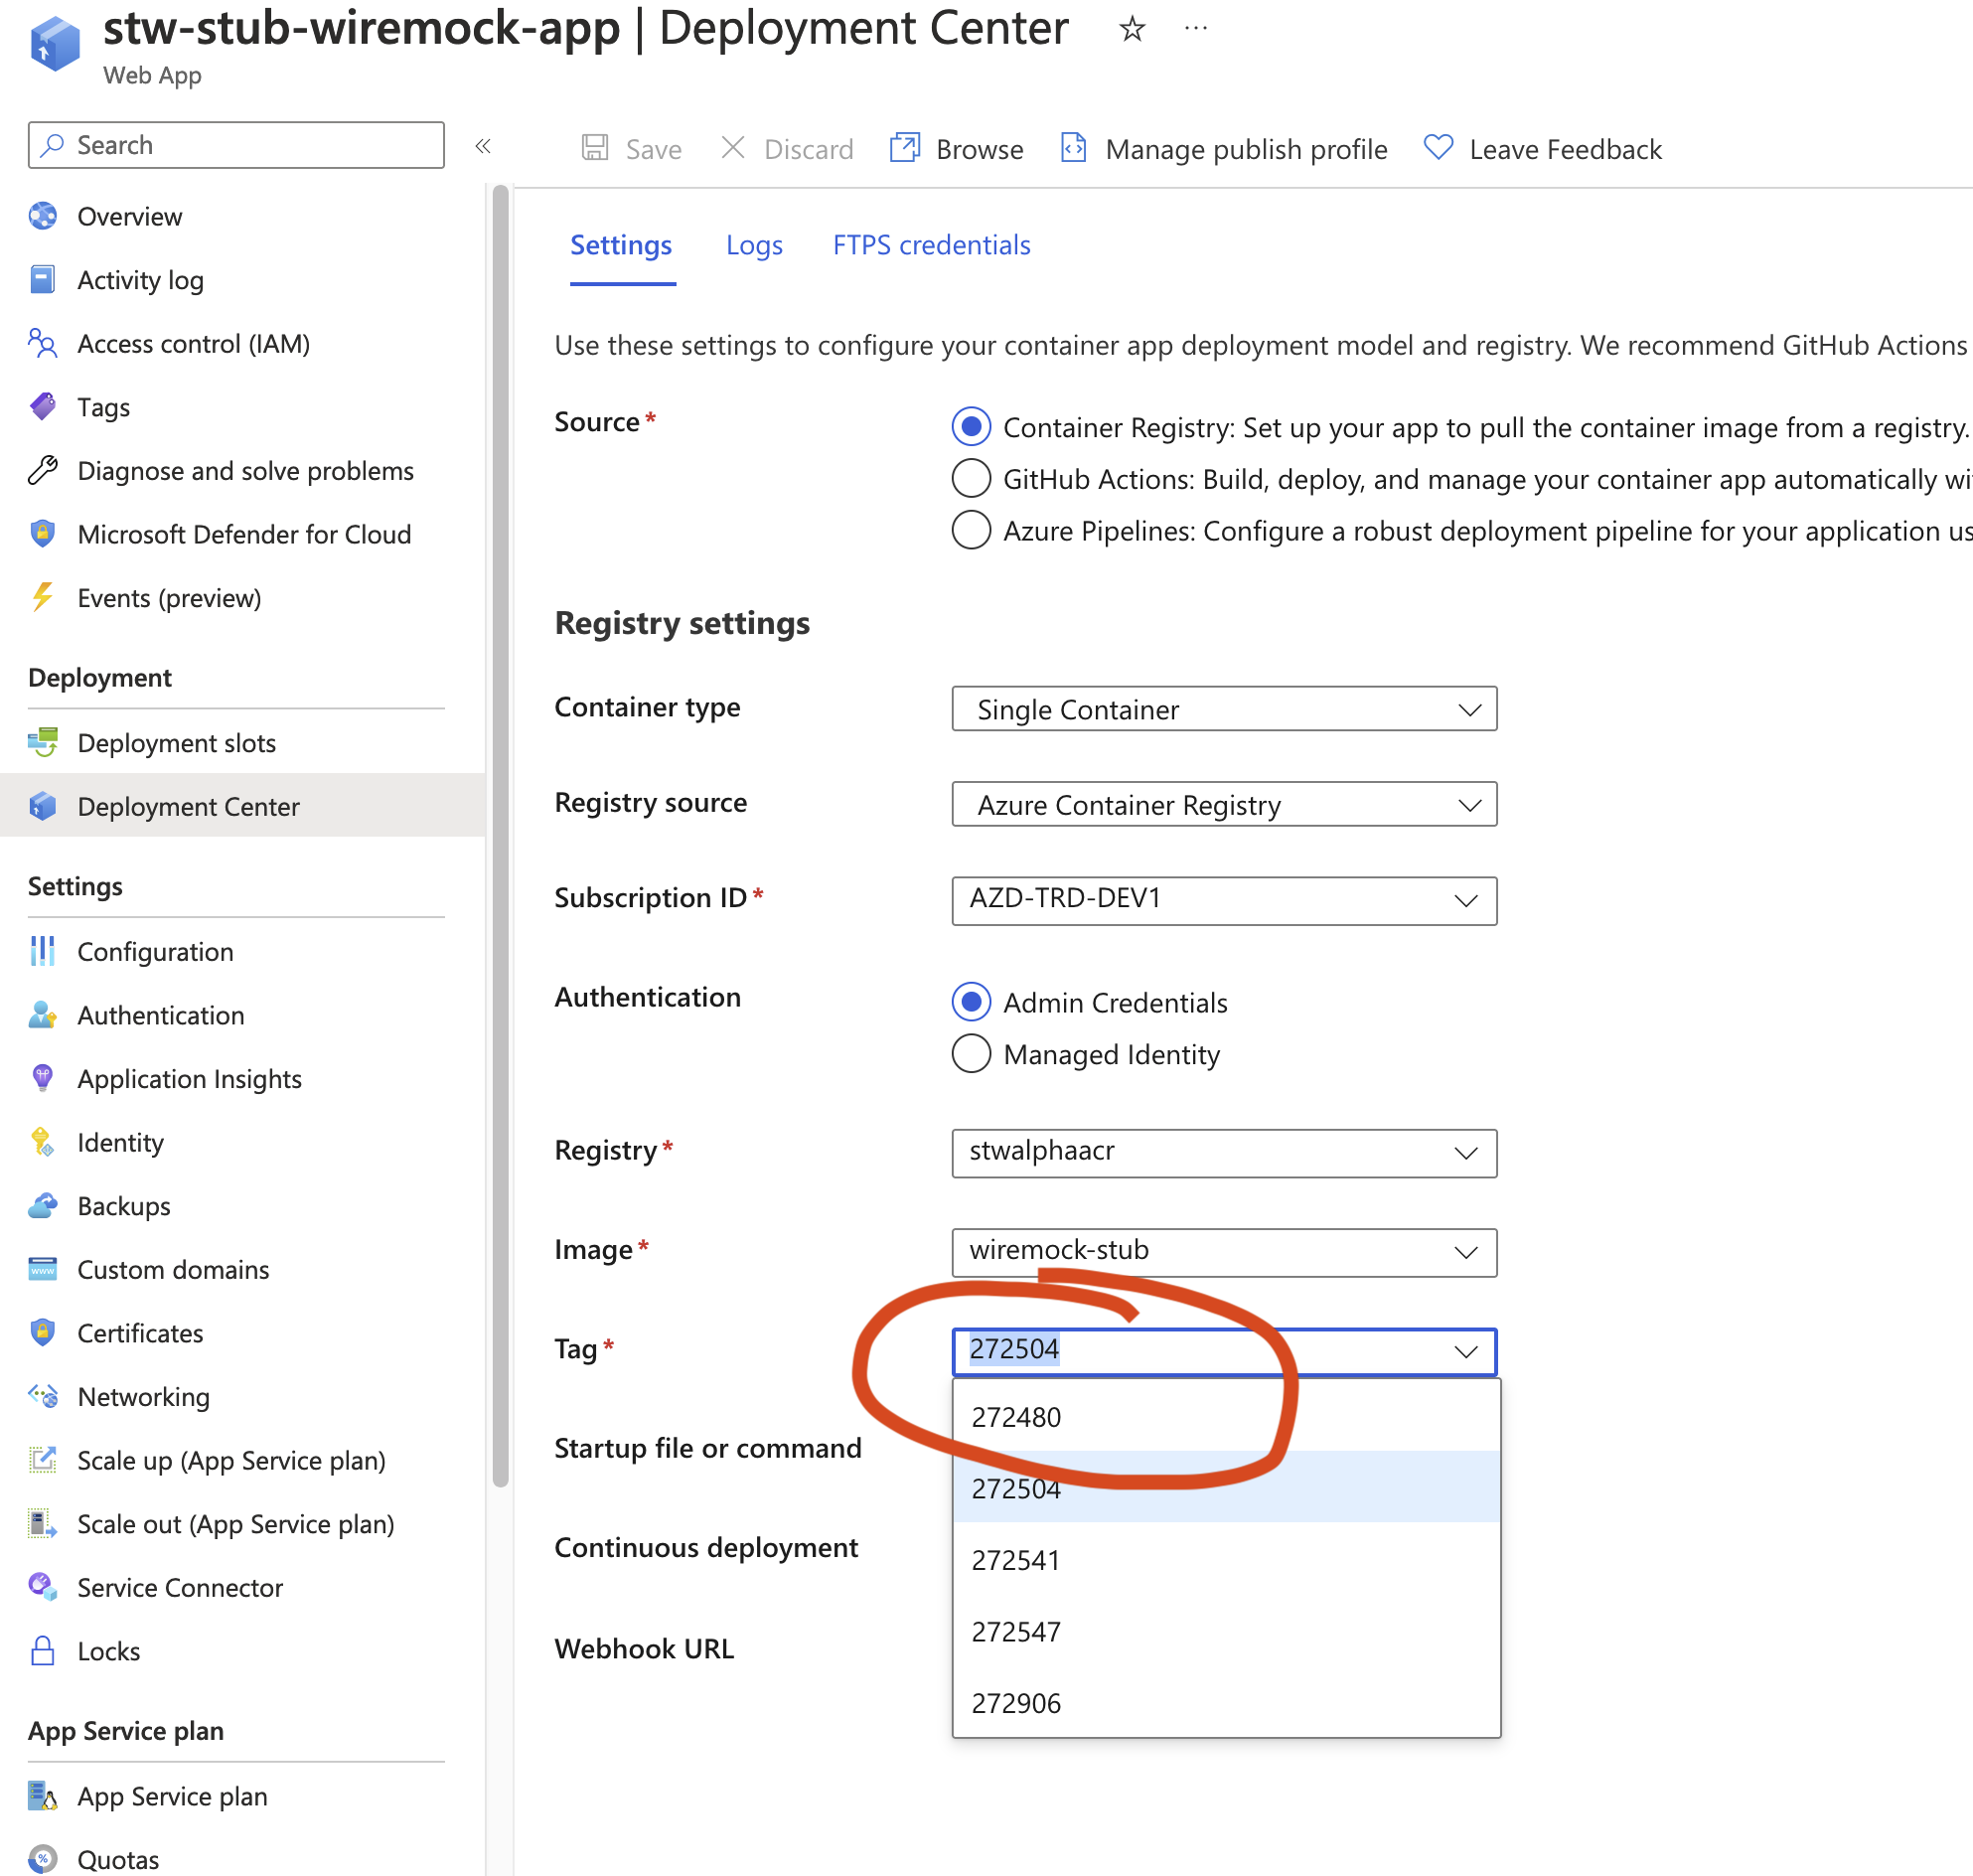 stw-stub-wiremock-app | Deployment Center
Web App
Search
Save
Discard
Browse
Manage publish profile
Leave Feedback
Overview
Activity log
Access control (IAM)
Tags
Diagnose and solve problems
Microsoft Defender for Cloud
Events (preview)
Deployment
Deployment slots
Deployment Center
Settings
Configuration
Authentication
Application Insights
Identity
Backups
Custom domains
Certificates
Networking
Scale up (App Service plan)
Scale out (App Service plan)
Service Connector
Locks
App Service plan
App Service plan
Quotas
Settings
Logs
FTPS credentials
Use these settings to configure your container app deployment model and registry. We recommend GitHub Actions
Source*
Container Registry: Set up your app to pull the container image from a registry.
GitHub Actions: Build, deploy, and manage your container app automatically wi
Azure Pipelines: Configure a robust deployment pipeline for your application us
Registry settings
Container type
Single Container
Registry source
Azure Container Registry
Subscription ID*
AZD-TRD-DEV1
Authentication
Admin Credentials
Managed Identity
Registry*
stwalphaacr
Image*
wiremock-stub
Tag*
272504
272480
272504
272541
272547
272906
Startup file or command
Continuous deployment
Webhook URL